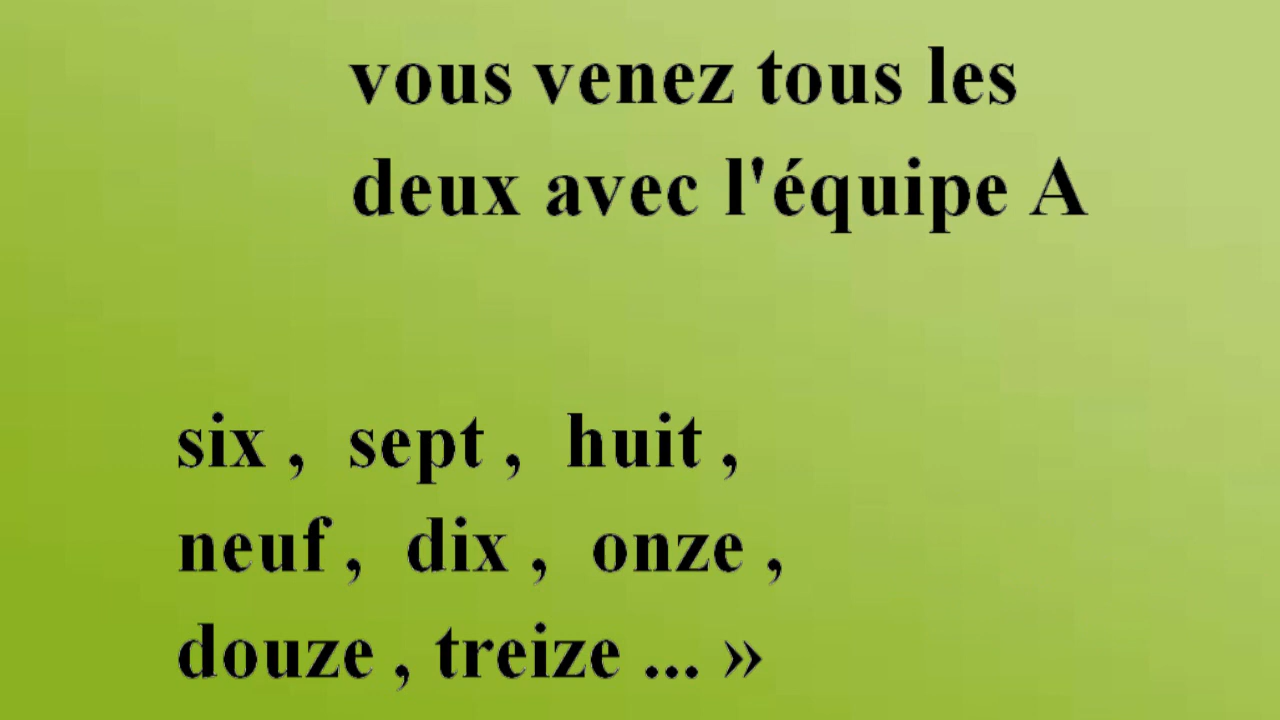 vous venez tous les
deux avec l'équipe A
six , sept , huit ,
neuf , dix , onze ,
douze , treize ... »